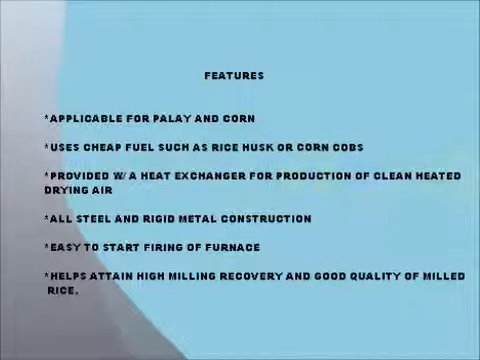 FEATURES
*APPLICABLE FOR PALAY AND CORN
*USES CHEAP FUEL SUCH AS RICE HUSK OR CORN COBS
*PROVIDED W/ A HEAT EXCHANGER FOR PRODUCTION OF CLEAN HEATED
DRYING AIR
*ALL STEEL AND RIGID METAL CONSTRUCTION
*EASY TO START FIRING OF FURNACE
*HELPS ATTAIN HIGH MILLING RECOVERY AND GOOD QUALITY OF MILLED
RICE.